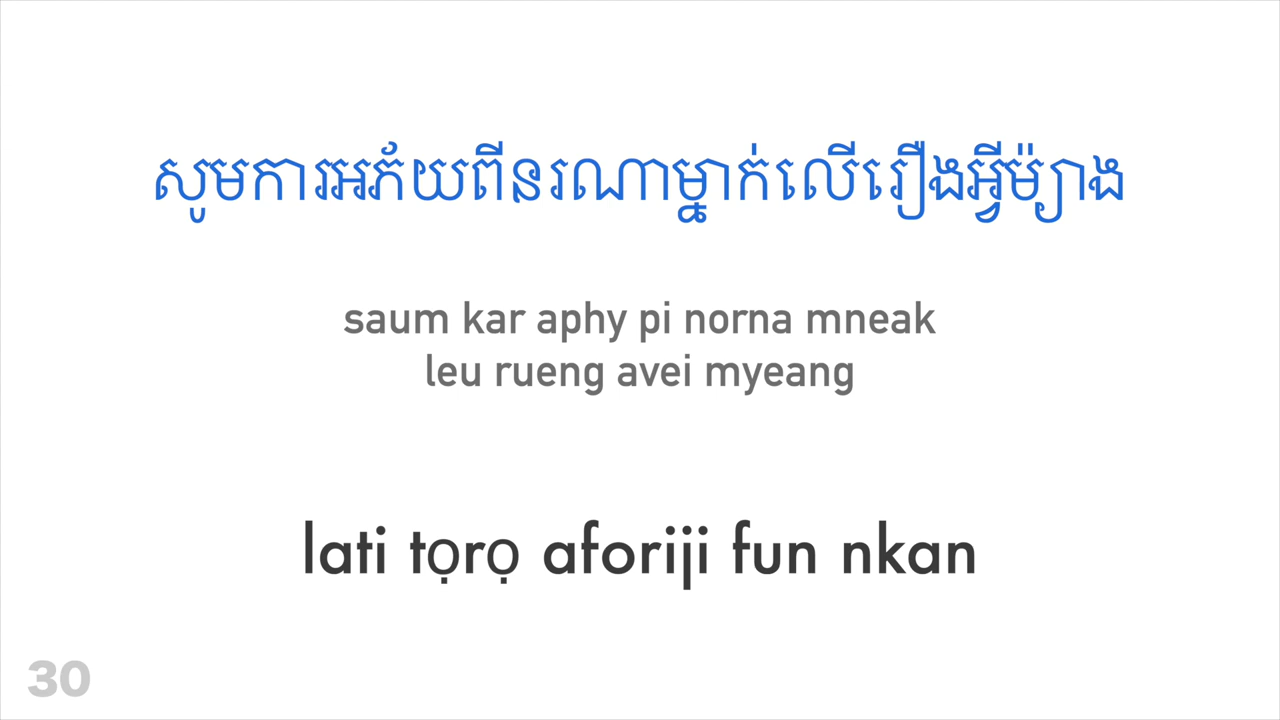 សូមការអភ័យពីនរណាម្នាក់លើរឿងអ្វីម៉្យាង
saum kar aphy pi norna mneak
leu rueng avei myeang
lati tọrọ aforiji fun nkan
30